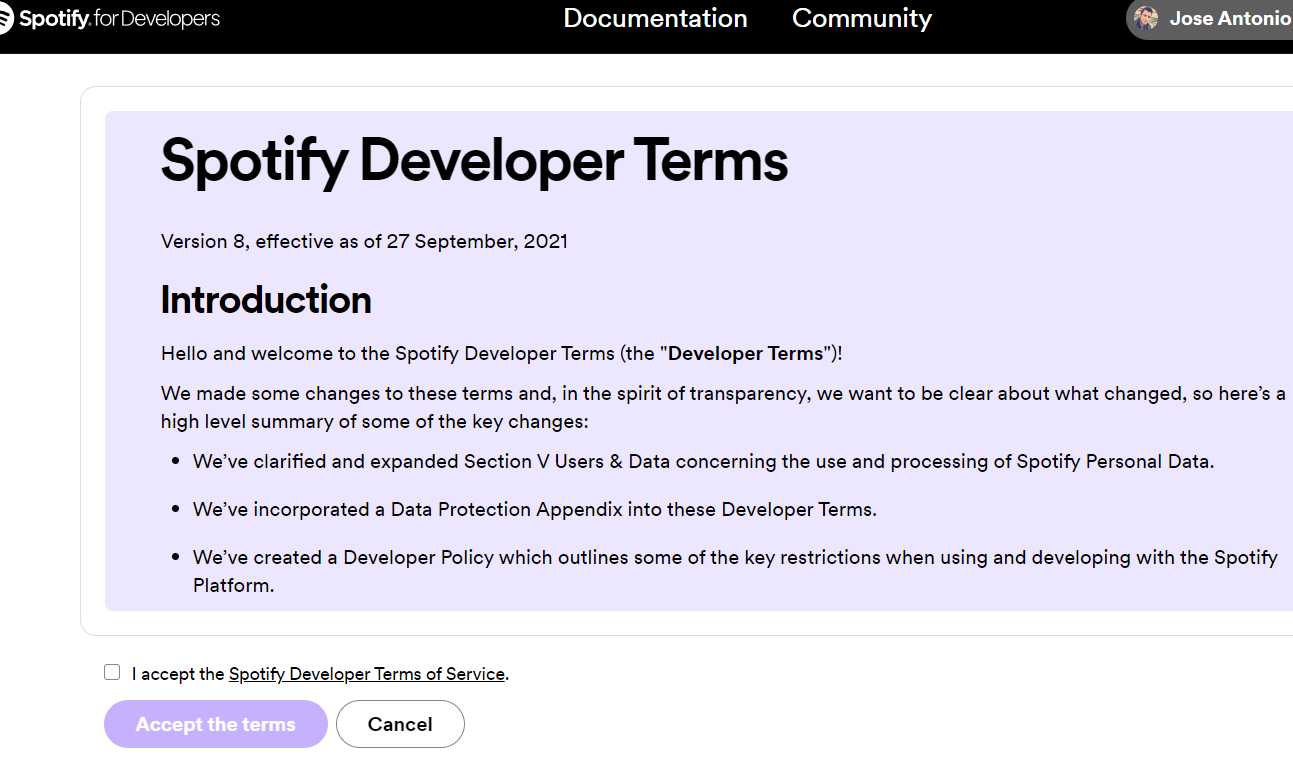 Spotify for Developers Documentation Community Jose Antonio
Spotify Developer Terms
Version 8, effective as of 27 September, 2021
Introduction
Hello and welcome to the Spotify Developer Terms (the "Developer Terms")!
We made some changes to these terms and, in the spirit of transparency, we want to be clear about what changed, so here’s a
high level summary of some of the key changes:
• We’ve clarified and expanded Section V Users & Data concerning the use and processing of Spotify Personal Data.
• We’ve incorporated a Data Protection Appendix into these Developer Terms.
• We’ve created a Developer Policy which outlines some of the key restrictions when using and developing with the Spotify
Platform.
I accept the Spotify Developer Terms of Service.
Accept the terms Cancel